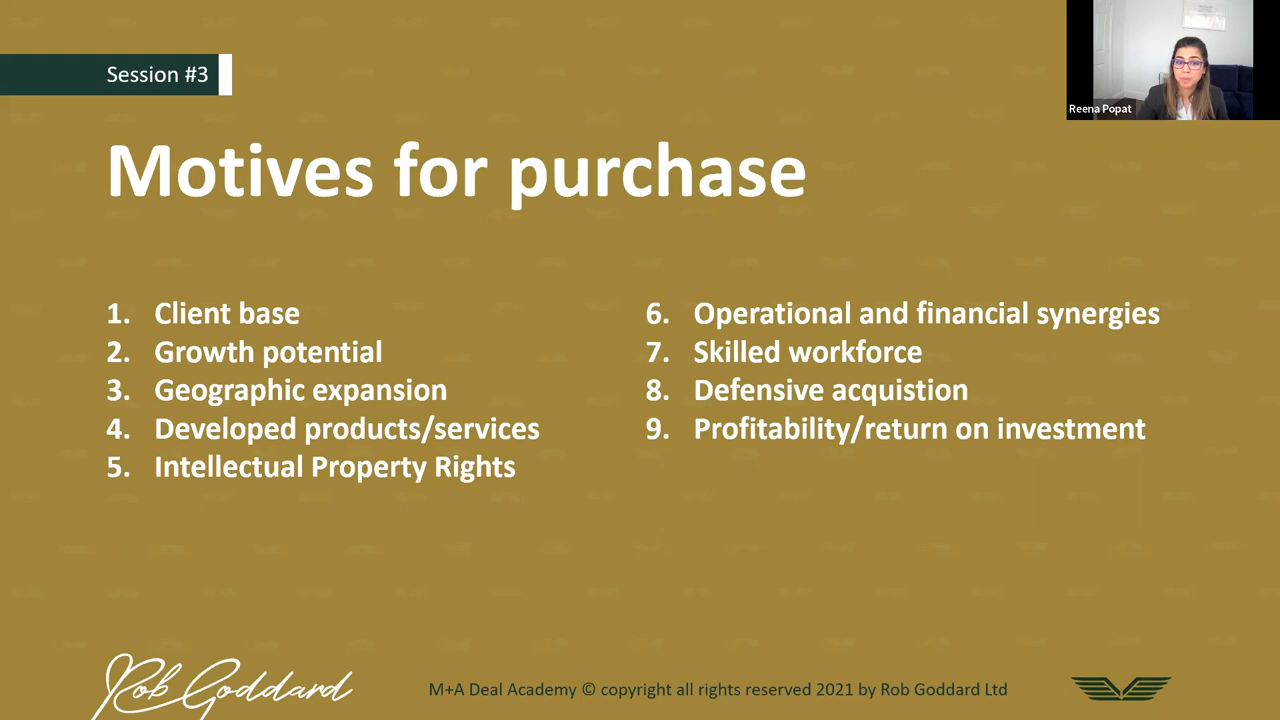 Session #3
Reena Popat
Motives for purchase
1. Client base
2. Growth potential
3. Geographic expansion
4. Developed products/services
5. Intellectual Property Rights
6. Operational and financial synergies
7. Skilled workforce
8. Defensive acquistion
9. Profitability/return on investment
Rob Goddard
M+A Deal Academy © copyright all rights reserved 2021 by Rob Goddard Ltd